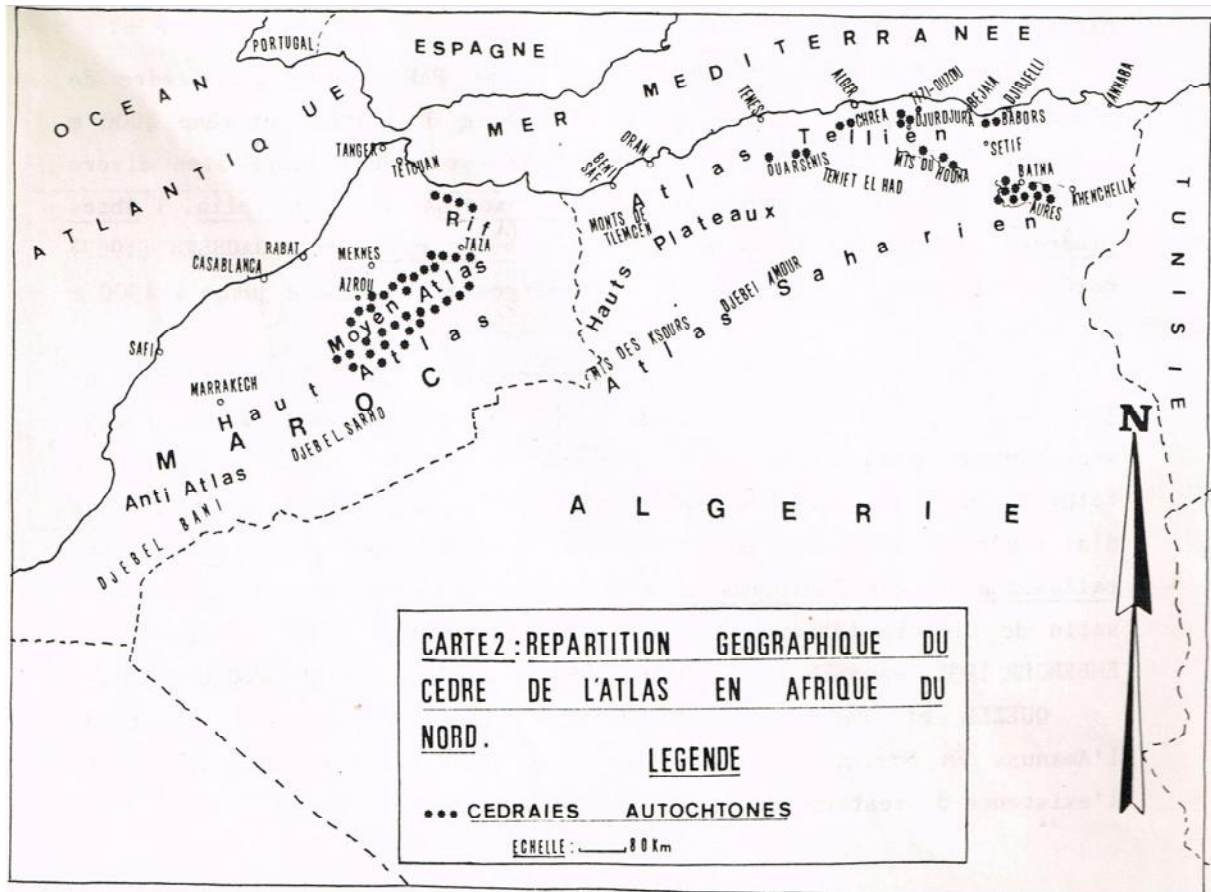 PORTUGAL
ESPAGNE
OCEAN ATLANTIQUE
MER MEDITERRANEE
TANGER
TETOUAN
Rif
TAZA
RABAT
CASABLANCA
MEKNES
AZROU
Moyen Atlas
SAFI
MARRAKECH
Haut Atlas
MAROC
DJEBEL SARHO
Anti Atlas
DJEBEL BANI
BENI SAF
ORAN
TENES
ALGER
CHREA
TIZI-OUZOU
DJURDJURA
BEJAIA
DJIDJELLI
BABORS
ANNABA
SETIF
Atlas Tellien
OUARSENIS
TENIET EL HAD
MTS DU HODNA
BATNA
AURES
KHENCHELLA
MONTS DE TLEMCEN
Hauts Plateaux
MTS DES KSOURS
DJEBEL AMOUR
Atlas Saharien
TUNISIE
ALGERIE
N
CARTE 2 : REPARTITION GEOGRAPHIQUE DU
CEDRE DE L'ATLAS EN AFRIQUE DU
NORD.
LEGENDE
CEDRAIES AUTOCHTONES
ECHELLE : 80Km